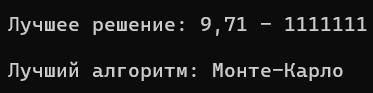 Лучшее решение: 9,71 - 1111111
Лучший алгоритм: Монте-Карло